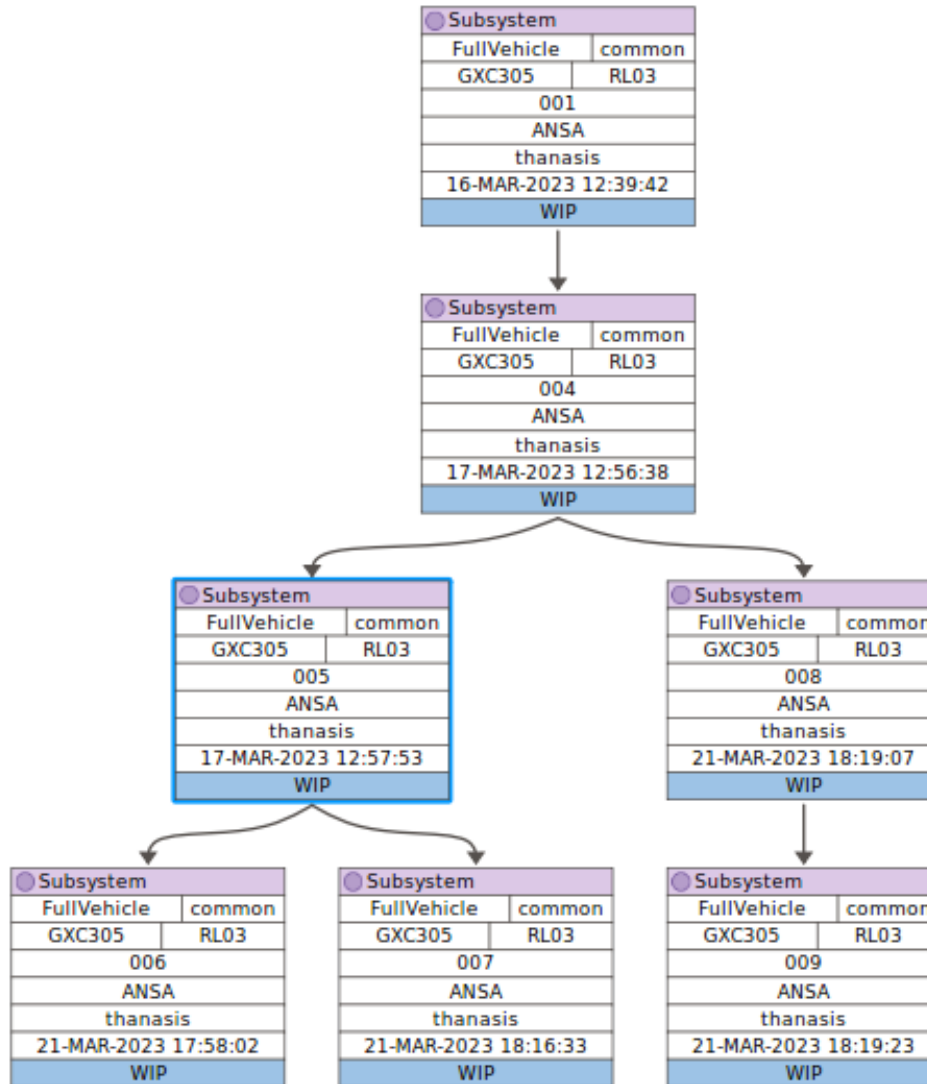 Subsystem
FullVehicle common
GXC305 RL03
001
ANSA
thanasis
16-MAR-2023 12:39:42
WIP
Subsystem
FullVehicle common
GXC305 RL03
004
ANSA
thanasis
17-MAR-2023 12:56:38
WIP
Subsystem
FullVehicle common
GXC305 RL03
005
ANSA
thanasis
17-MAR-2023 12:57:53
WIP
Subsystem
FullVehicle common
GXC305 RL03
008
ANSA
thanasis
21-MAR-2023 18:19:07
WIP
Subsystem
FullVehicle common
GXC305 RL03
006
ANSA
thanasis
21-MAR-2023 17:58:02
WIP
Subsystem
FullVehicle common
GXC305 RL03
007
ANSA
thanasis
21-MAR-2023 18:16:33
WIP
Subsystem
FullVehicle common
GXC305 RL03
009
ANSA
thanasis
21-MAR-2023 18:19:23
WIP